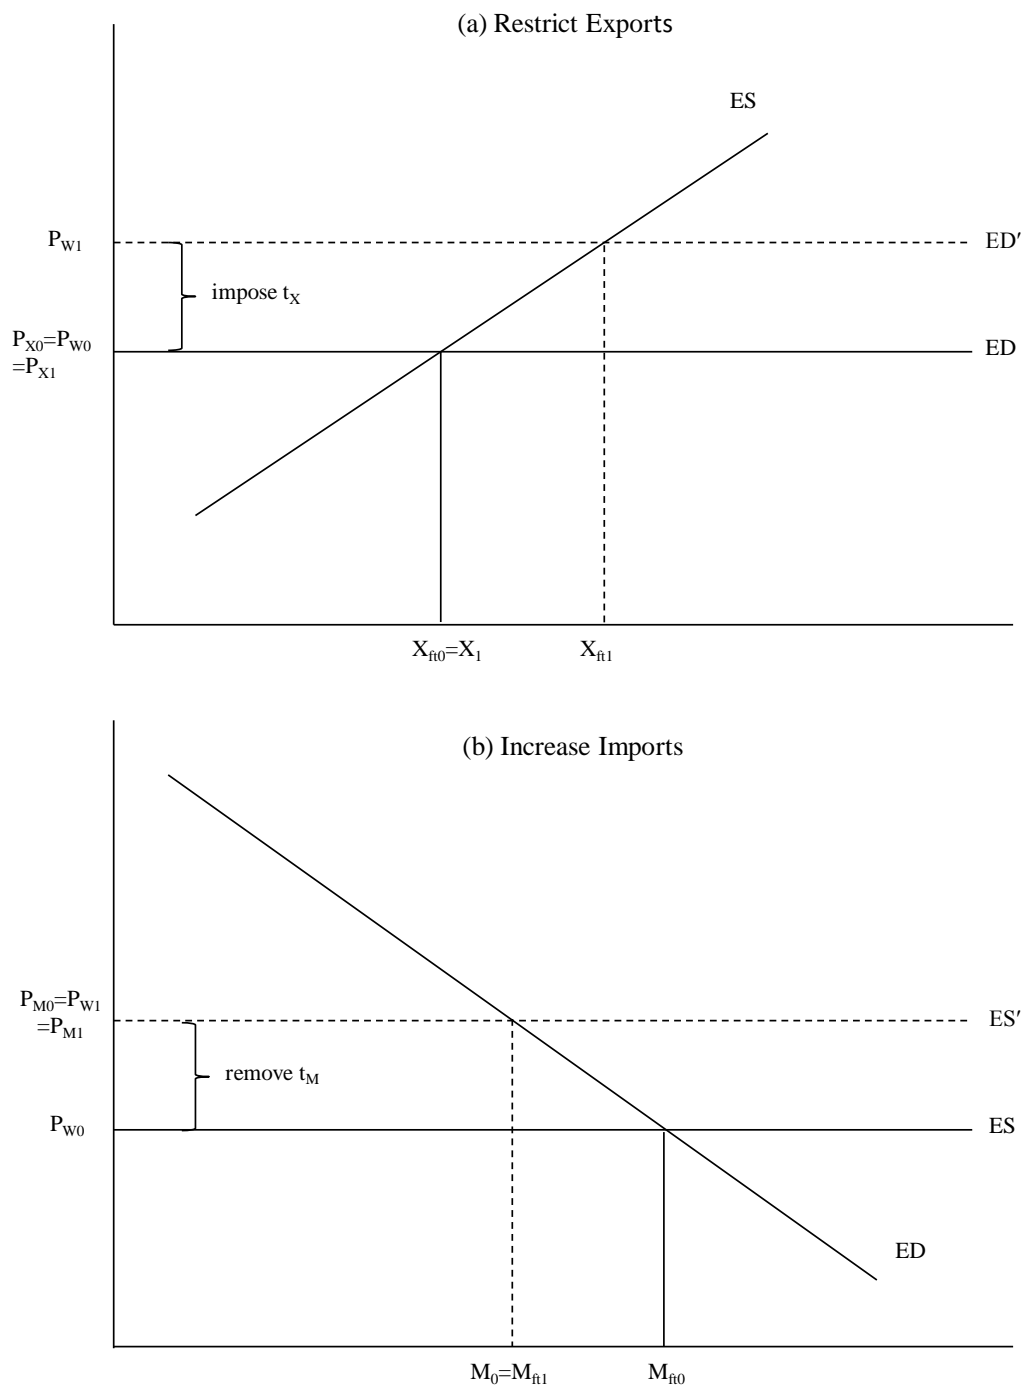 (a) Restrict Exports
ES
P_W1
ED′
impose t_X
P_X0=P_W0
=P_X1
ED
X_ft0=X_1
X_ft1
(b) Increase Imports
P_M0=P_W1
=P_M1
ES′
remove t_M
P_W0
ES
ED
M_0=M_ft1
M_ft0